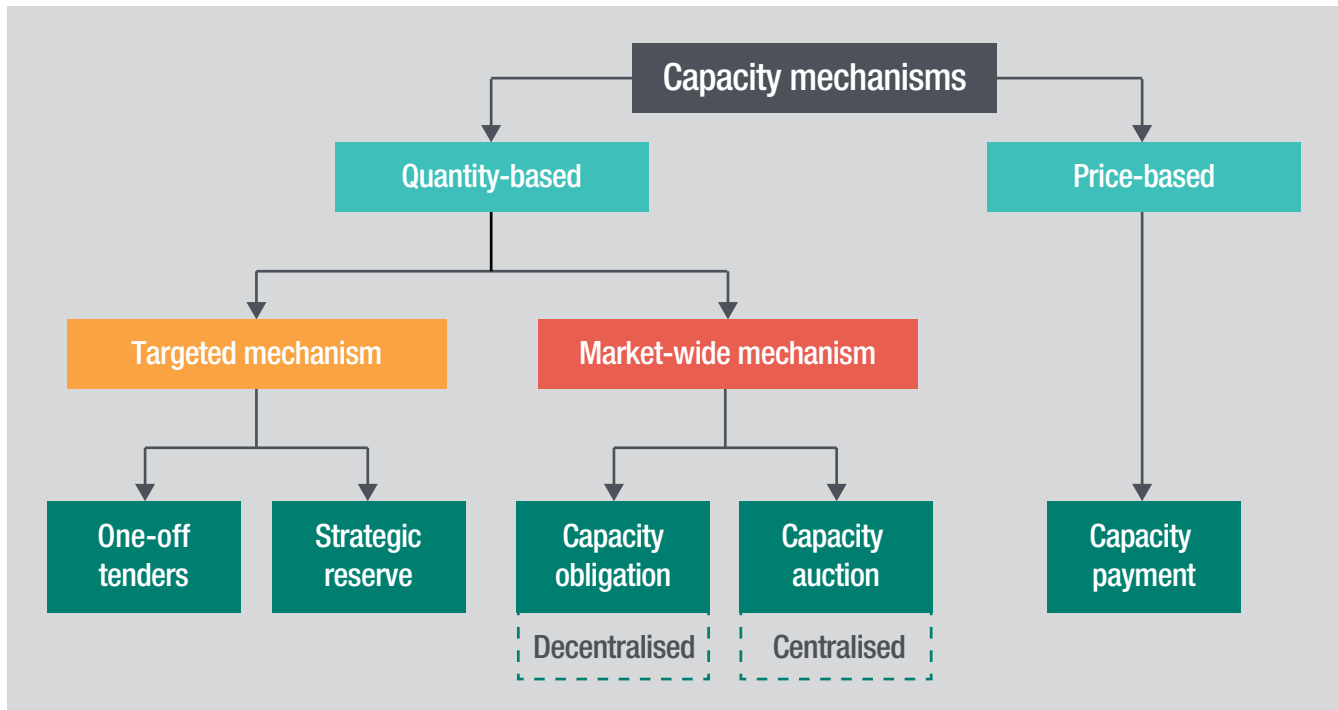 Capacity mechanisms
Quantity-based
Price-based
Targeted mechanism
Market-wide mechanism
One-off
tenders
Strategic
reserve
Capacity
obligation
Capacity
auction
Capacity
payment
Decentralised
Centralised